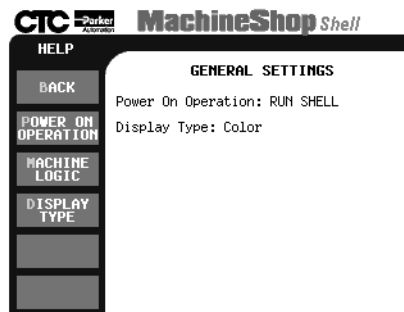 CTC Parker Automation MachineShop Shell
HELP
GENERAL SETTINGS
BACK
Power On Operation: RUN SHELL
POWER ON
OPERATION
Display Type: Color
MACHINE
LOGIC
DISPLAY
TYPE